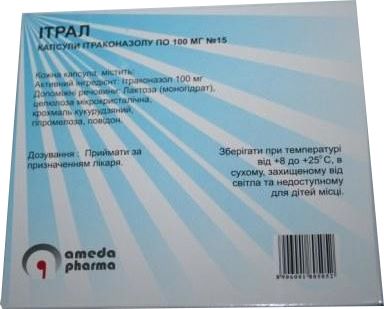 ІТРАЛ
КАПСУЛИ ІТРАКОНАЗОЛУ ПО 100 МГ №15
Кожна капсула: містить:
Активний інгредієнт: Ітраконазол 100 мг
Допоміжні речовини: Лактоза (моногідрат),
целюлоза мікрокристалічна,
крохмаль кукурудзяний,
гіпромелоза, повідон.
Дозування : Приймати за
призначенням лікаря.
Зберігати при температурі
від +8 до +25°С, в
сухому, захищеному від
світла та недоступному
для дітей місці.
ameda
pharma